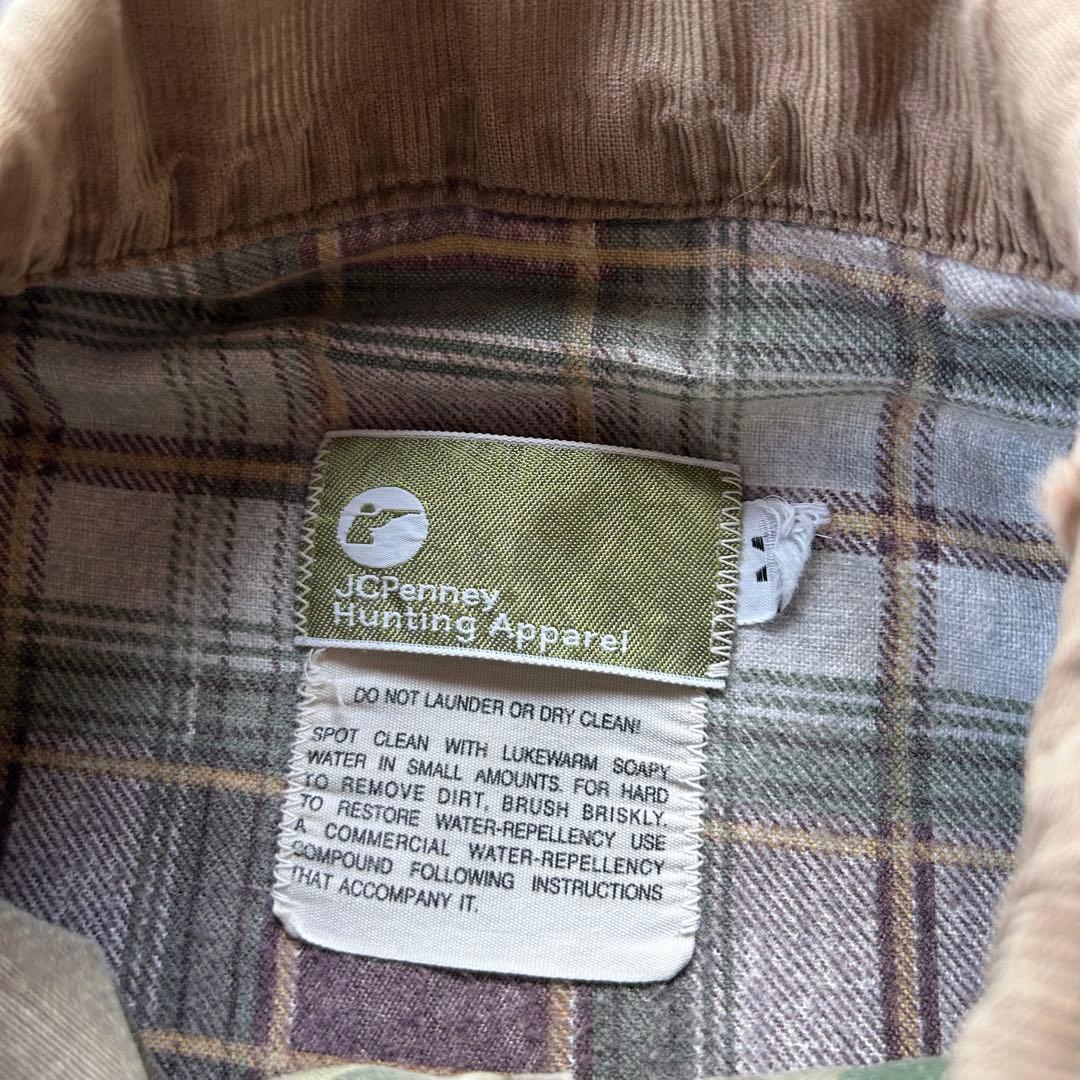 JCPenney
Hunting Apparel
DO NOT LAUNDER OR DRY CLEAN!
SPOT CLEAN WITH LUKEWARM SOAPY
WATER IN SMALL AMOUNTS. FOR HARD
TO REMOVE DIRT, BRUSH BRISKLY.
TO RESTORE WATER-REPELLENCY USE
A COMMERCIAL WATER-REPELLENCY
COMPOUND FOLLOWING INSTRUCTIONS
THAT ACCOMPANY IT.